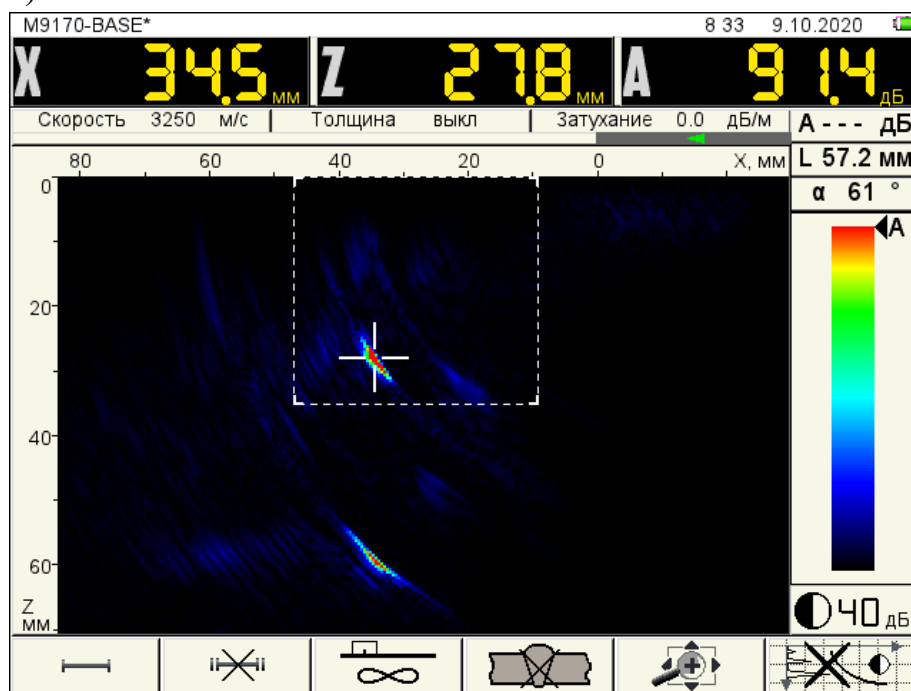 M9170-BASE* 8 33 9.10.2020
X 34.5 мм Z 27.8 мм A 91.4 дБ
Скорость 3250 м/с Толщина выкл Затухание 0.0 дБ/м A - - - дБ
80 60 40 20 0 X, мм L 57.2 мм
0
α 61 °
A
20
40
60
Z
мм
40 дБ